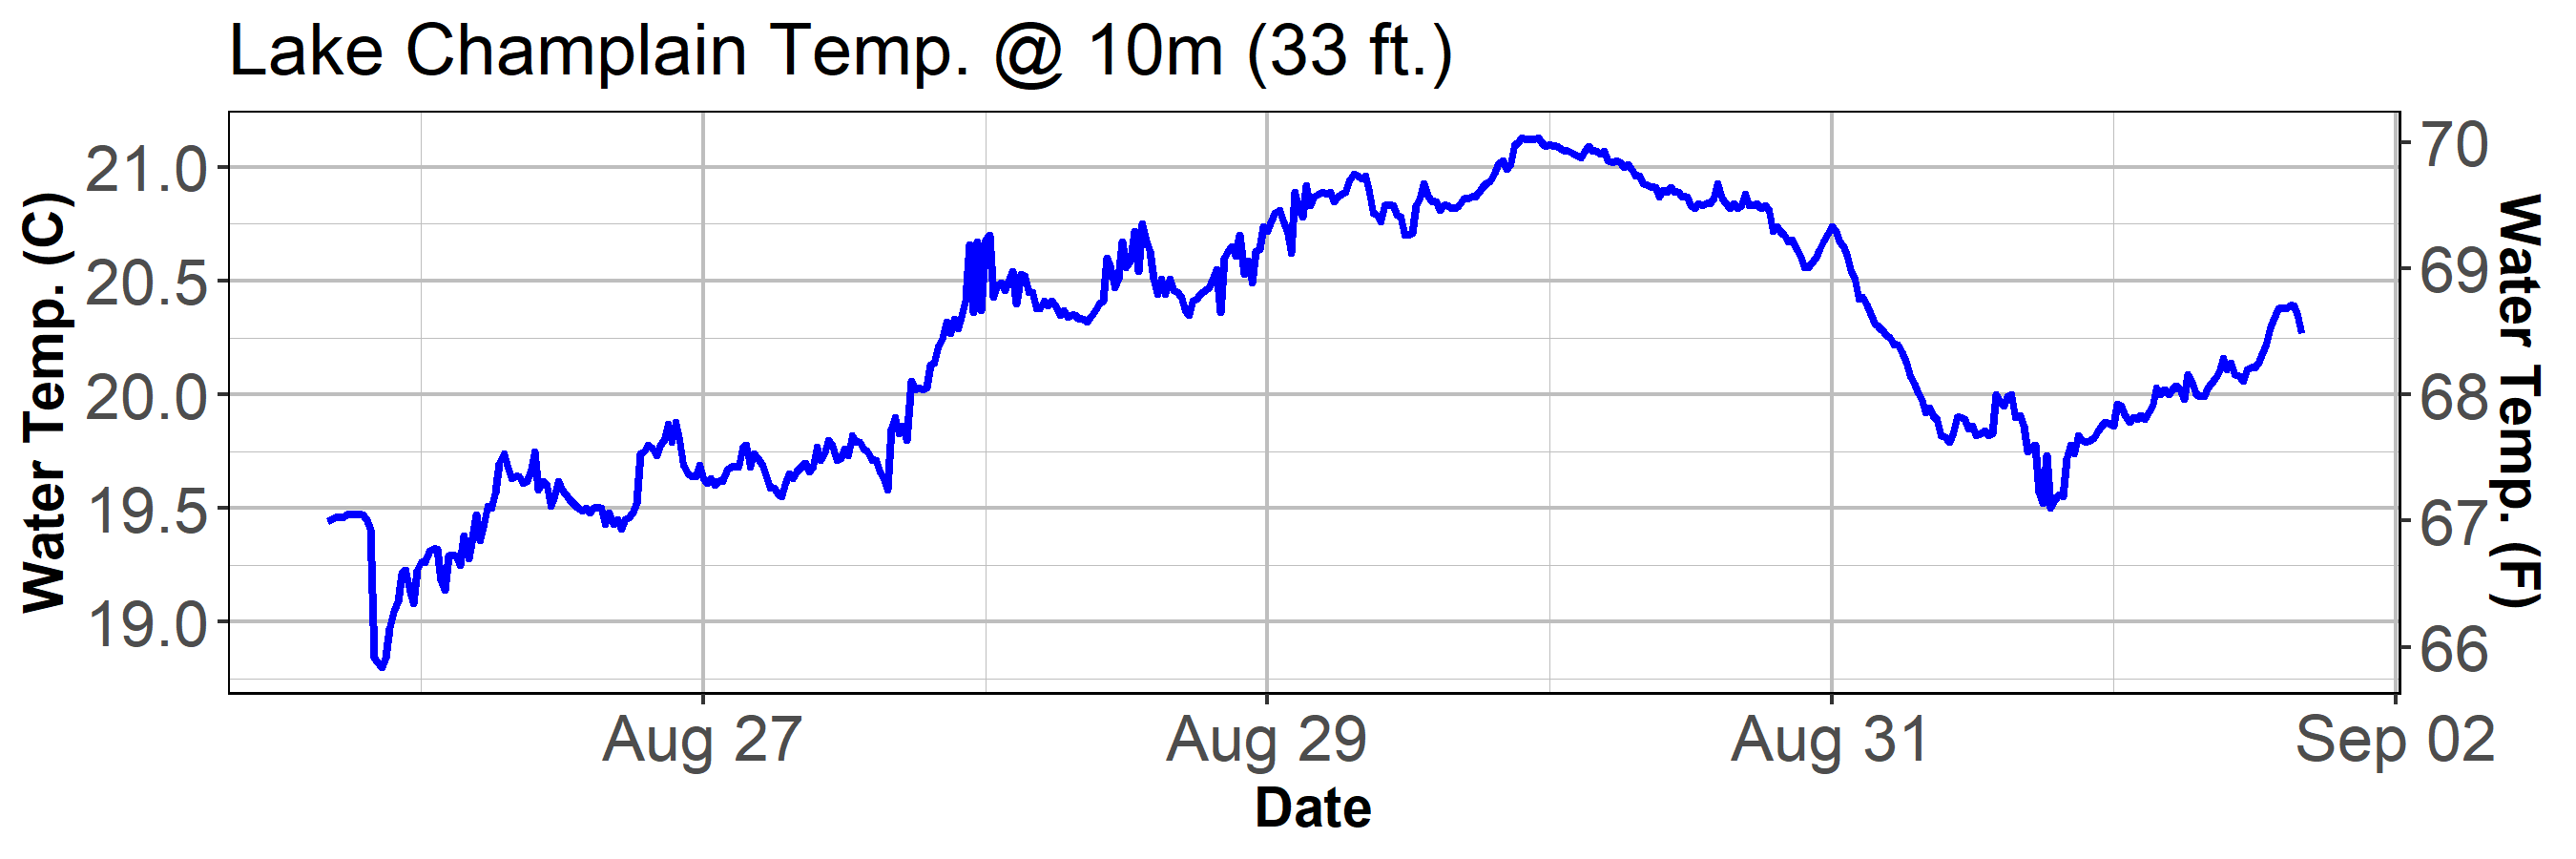 Lake Champlain Temp. @ 10m (33 ft.)
Water Temp. (C)
21.0
20.5
20.0
19.5
19.0
70
69
68
67
66
Water Temp. (F)
Aug 27 Aug 29 Aug 31 Sep 02
Date